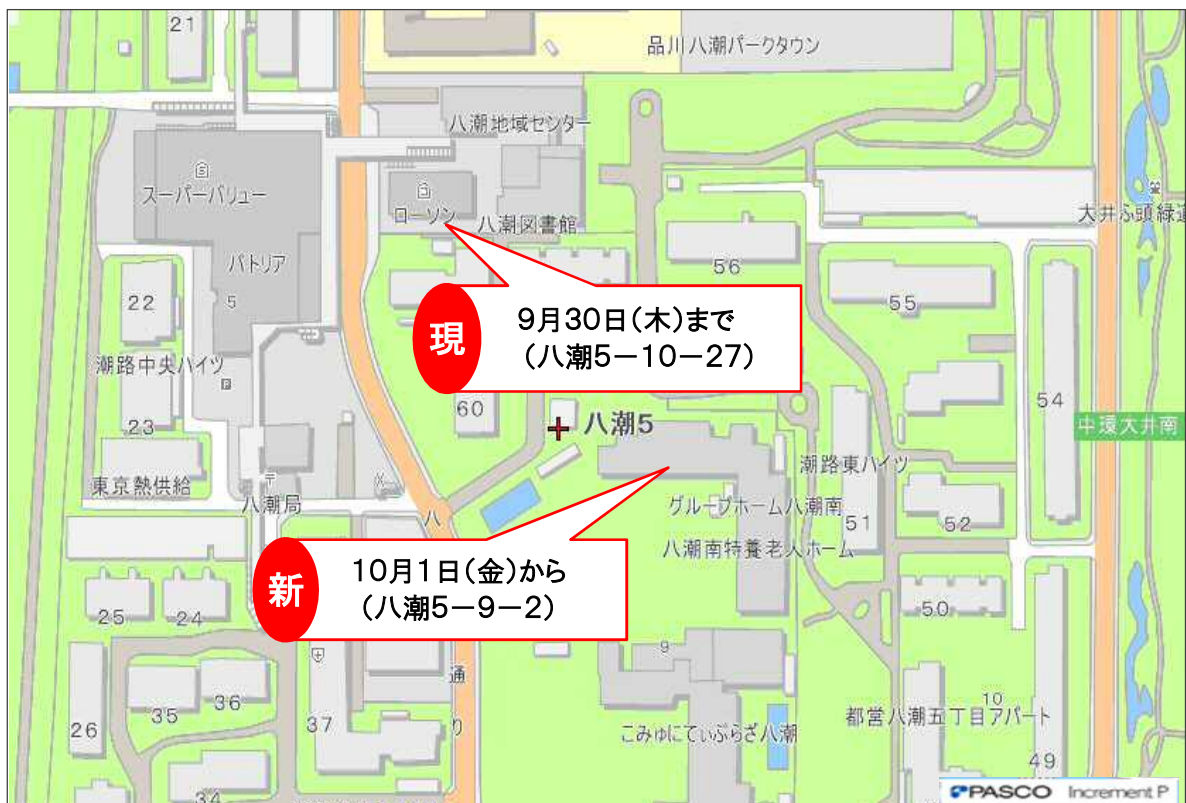 21
品川八潮パークタウン
八潮地域センター
スーパーバリュー
ローソン
八潮図書館
大井ふ頭緑道
パトリア
56
55
22
5
現
9月30日(木)まで
(八潮5-10-27)
潮路中央ハイツ
P
60
54
23
八潮5
中環大井南
東京熱供給
潮路東ハイツ
〒
八潮局
グループホーム八潮南
51
52
八
八潮南特養老人ホーム
新
10月1日(金)から
(八潮5-9-2)
25
24
50
9
通
36
35
37
26
り
10
都営八潮五丁目アパート
こみゅにてぃぷらざ八潮
49
34
PASCO Increment P